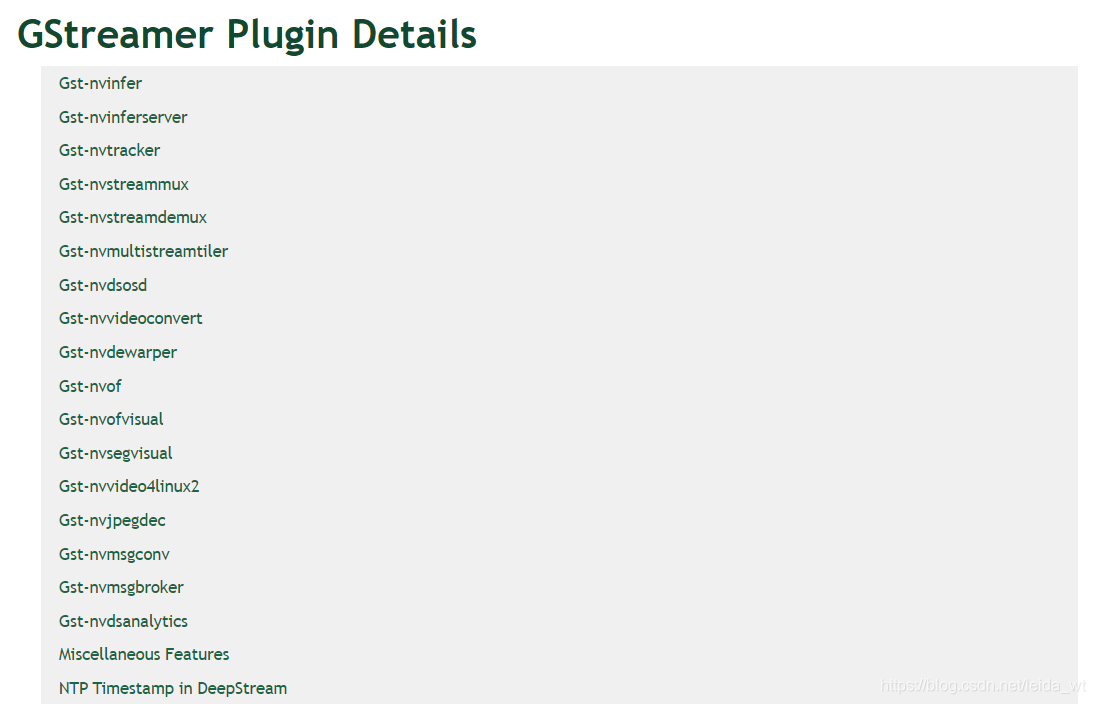 GStreamer Plugin Details
Gst-nvinfer
Gst-nvinferserver
Gst-nvtracker
Gst-nvstreammux
Gst-nvstreamdemux
Gst-nvmultistreamtiler
Gst-nvdsosd
Gst-nvvideoconvert
Gst-nvdewarper
Gst-nvof
Gst-nvofvisual
Gst-nvsegvisual
Gst-nvvideo4linux2
Gst-nvjpegdec
Gst-nvmsgconv
Gst-nvmsgbroker
Gst-nvdsanalytics
Miscellaneous Features
NTP Timestamp in DeepStream
https://blog.csdn.net/leida_wt